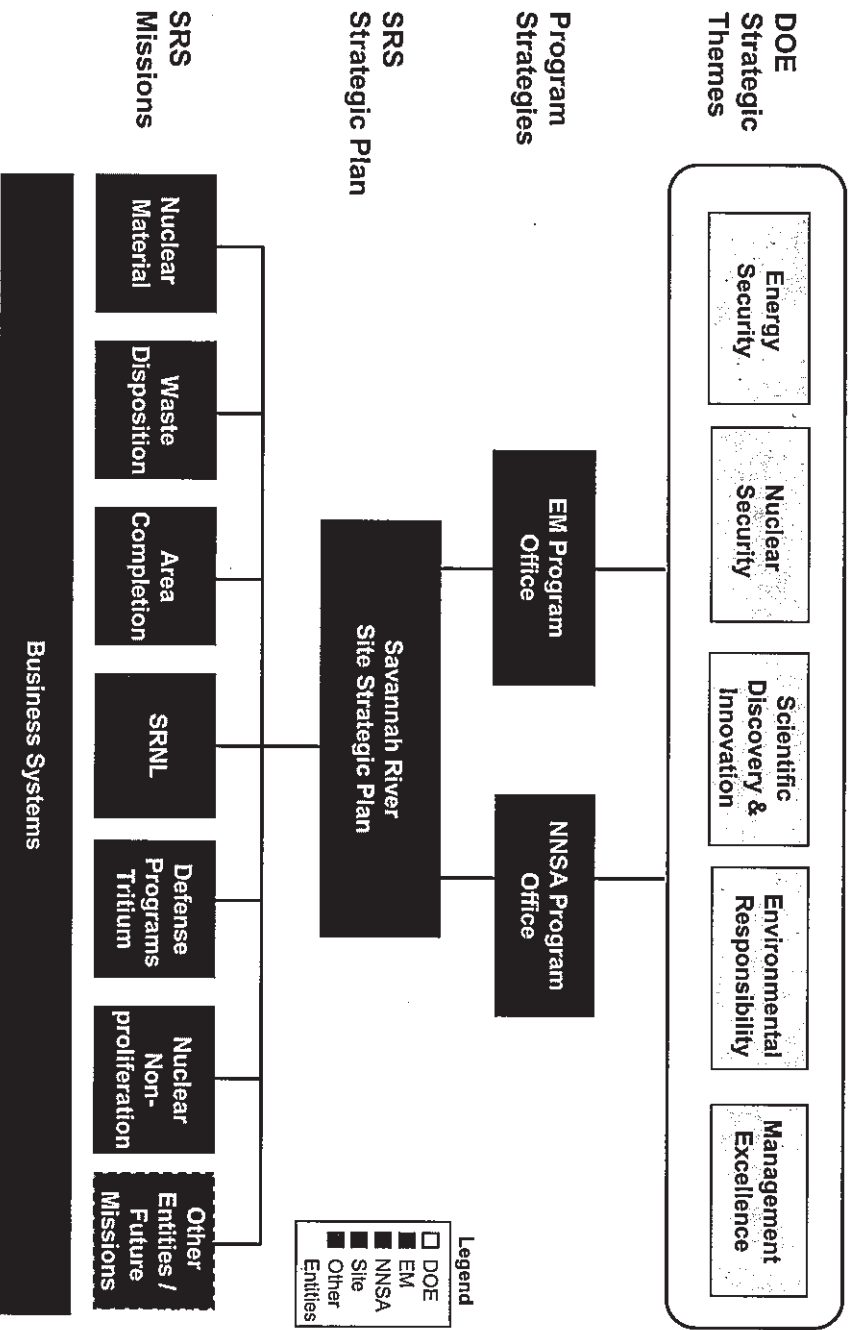 DOE
Strategic
Themes
Energy
Security
Nuclear
Security
Scientific
Discovery &
Innovation
Environmental
Responsibility
Management
Excellence
Program
Strategies
EM Program
Office
NNSA Program
Office
SRS
Strategic Plan
Savannah River
Site Strategic Plan
Legend
DOE
EM
NNSA
Site
Other
Entities
SRS
Missions
Nuclear
Material
Waste
Disposition
Area
Completion
SRNL
Defense
Programs
Tritium
Nuclear
Non-
proliferation
Other
Entities /
Future
Missions
Business Systems